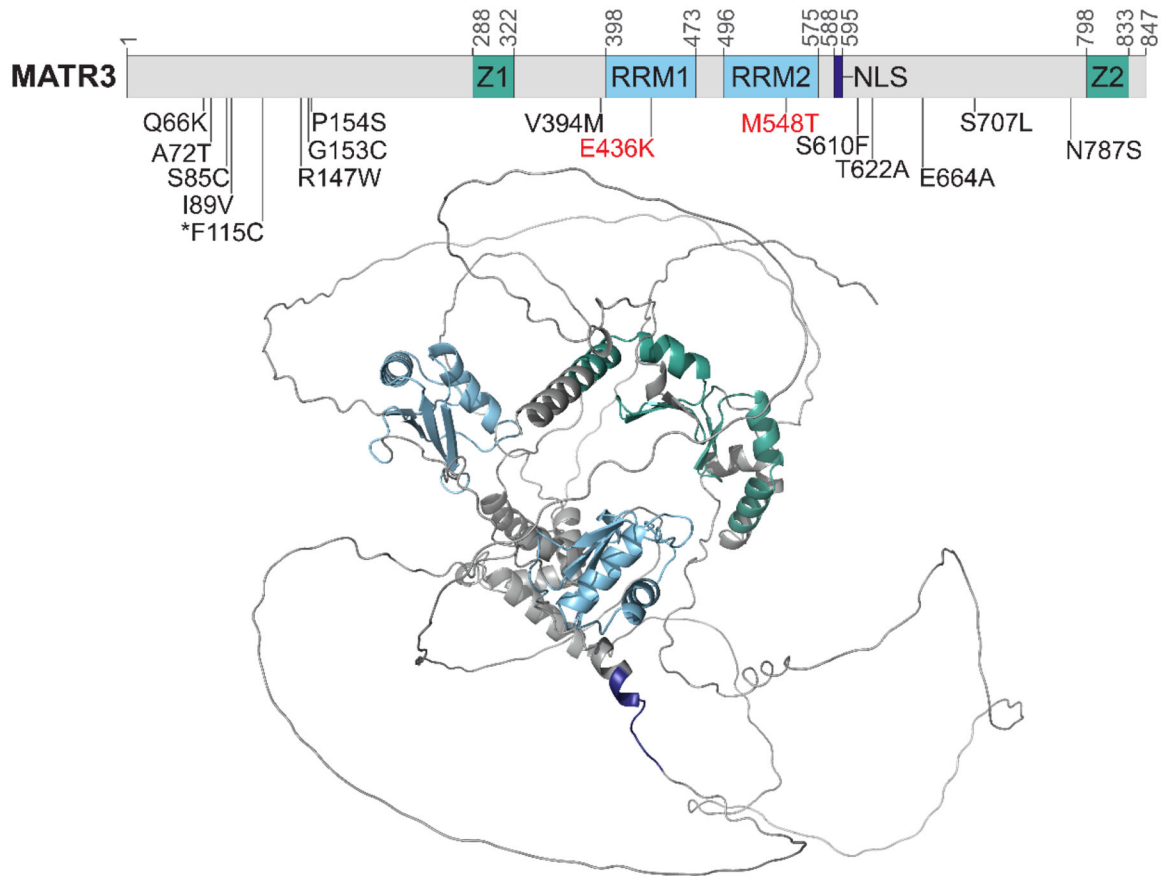 1 288 322 398 473 496 575 588 595 798 833 847
MATR3 Z1 RRM1 RRM2 NLS Z2
Q66K P154S V394M M548T S610F S707L
A72T G153C E436K T622A N787S
S85C R147W E664A
I89V
*F115C